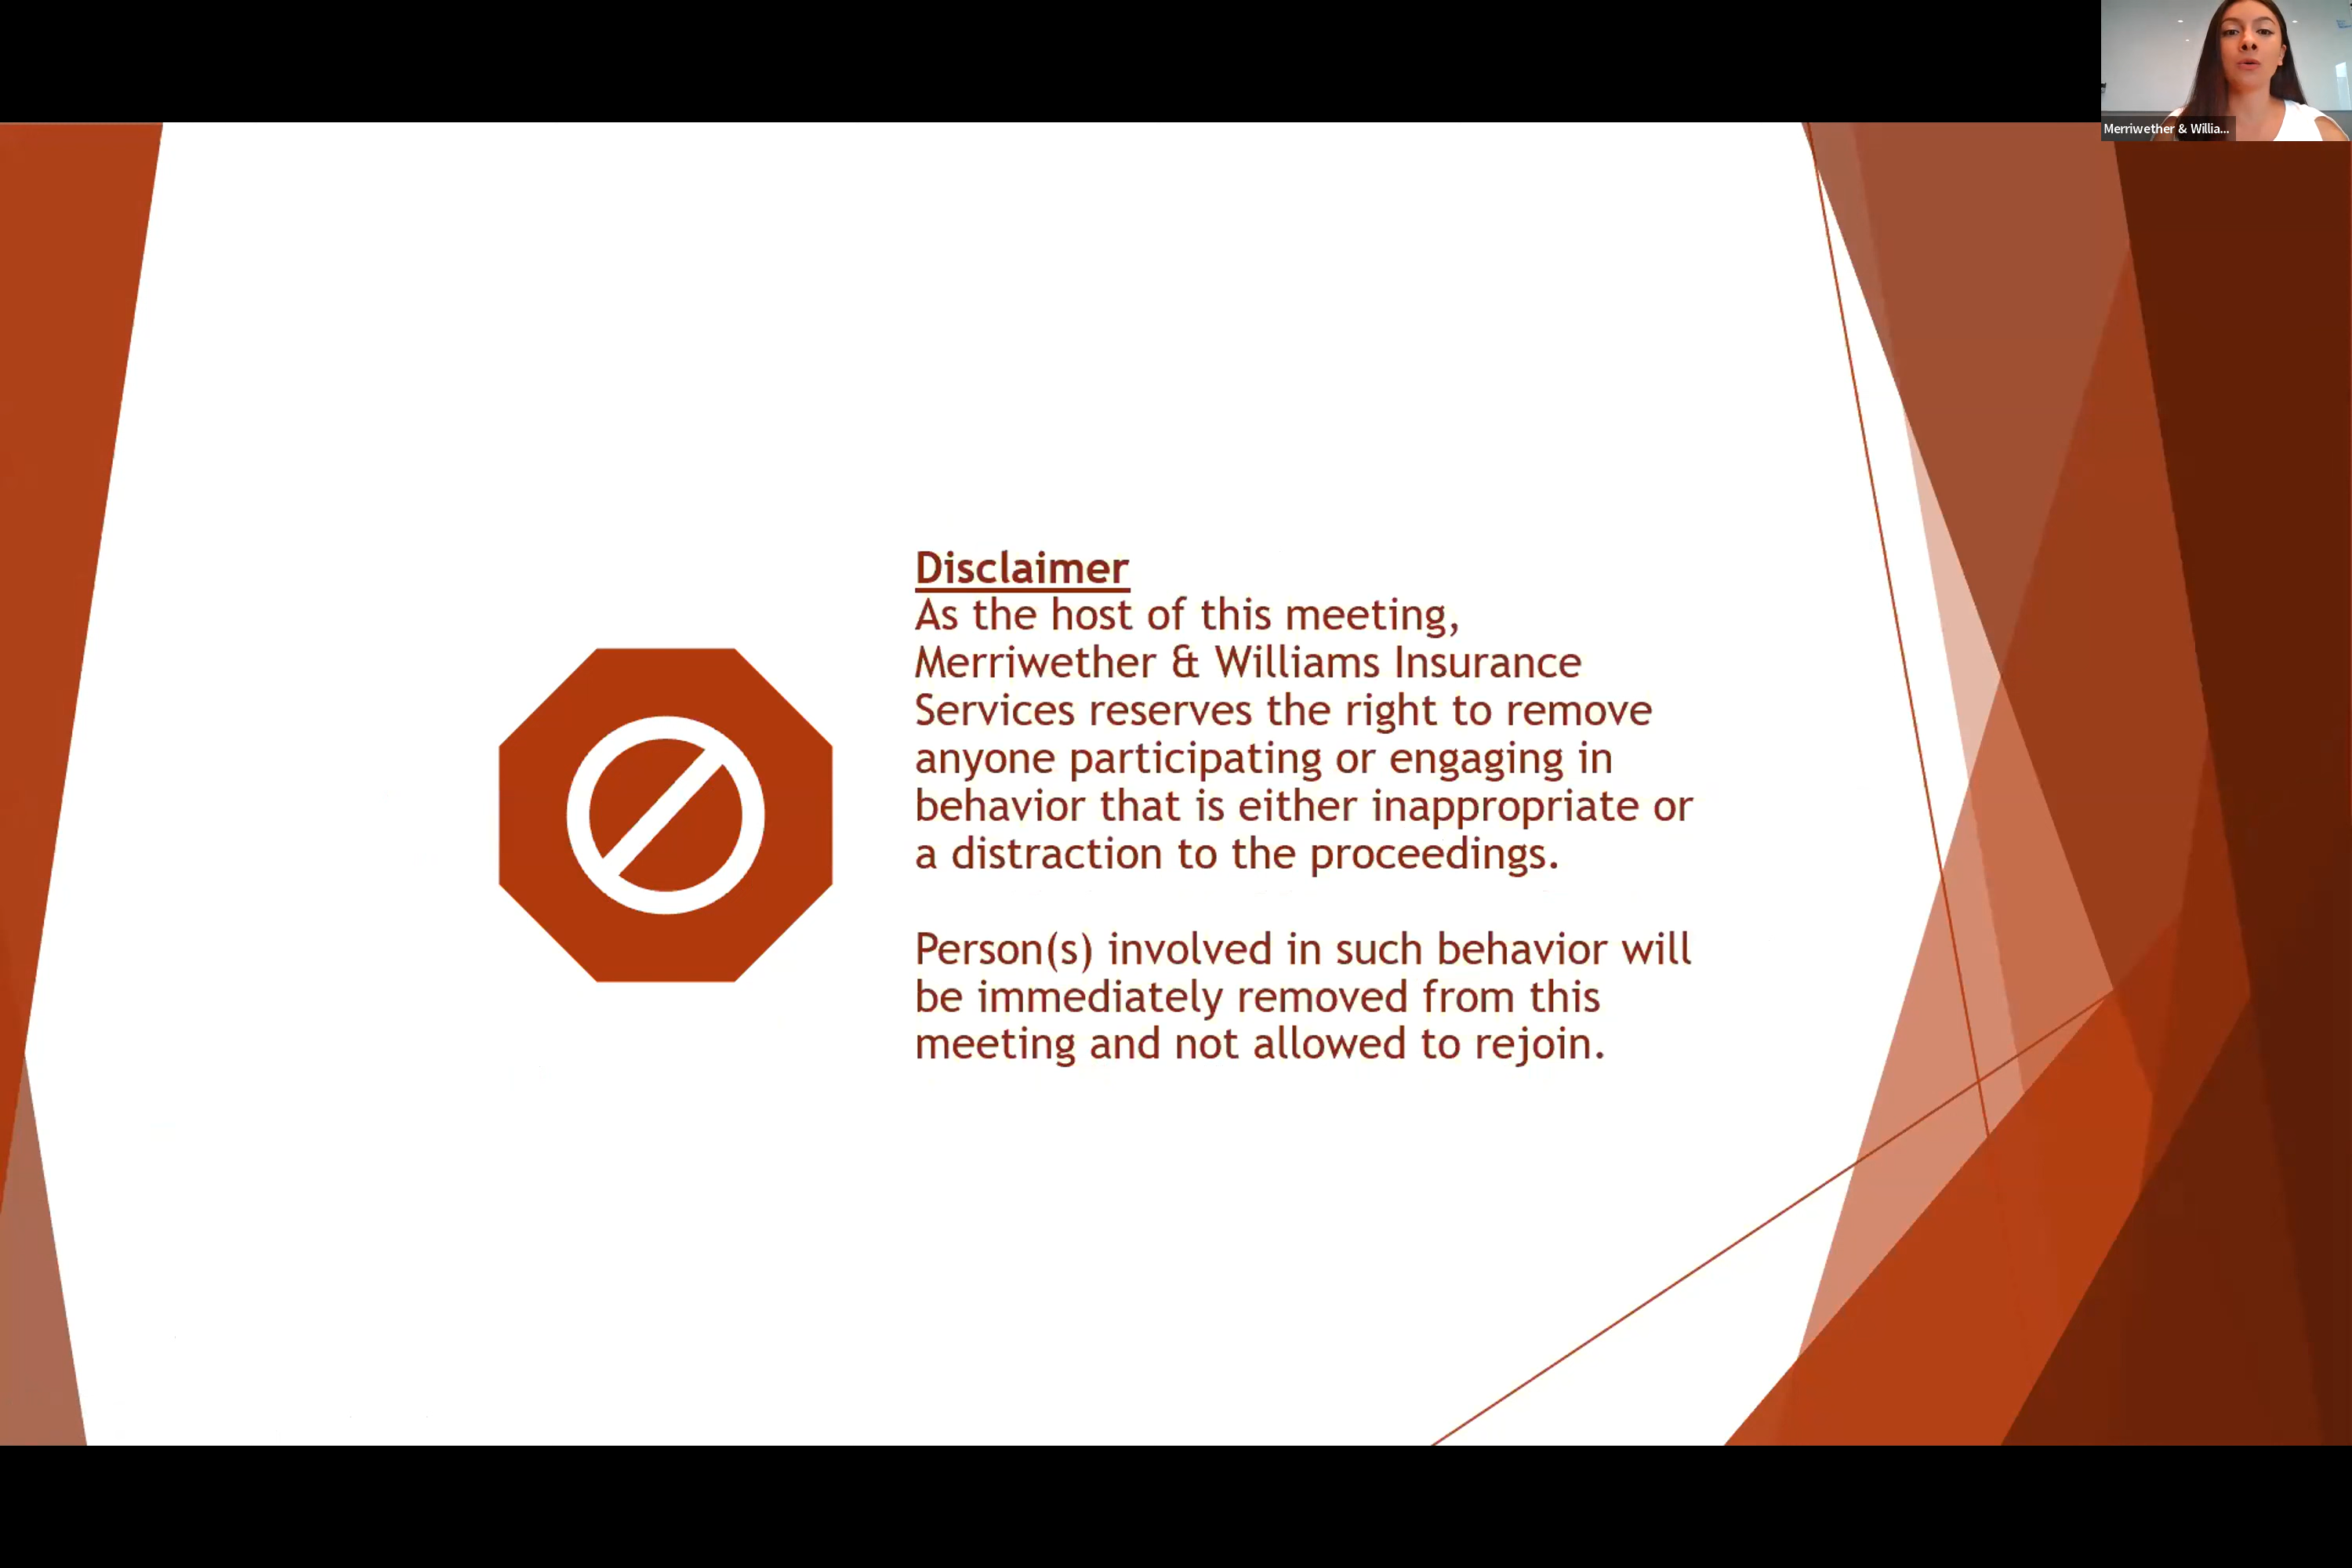 Merriwether & Willia...
Disclaimer
As the host of this meeting,
Merriwether & Williams Insurance
Services reserves the right to remove
anyone participating or engaging in
behavior that is either inappropriate or
a distraction to the proceedings.
Person(s) involved in such behavior will
be immediately removed from this
meeting and not allowed to rejoin.